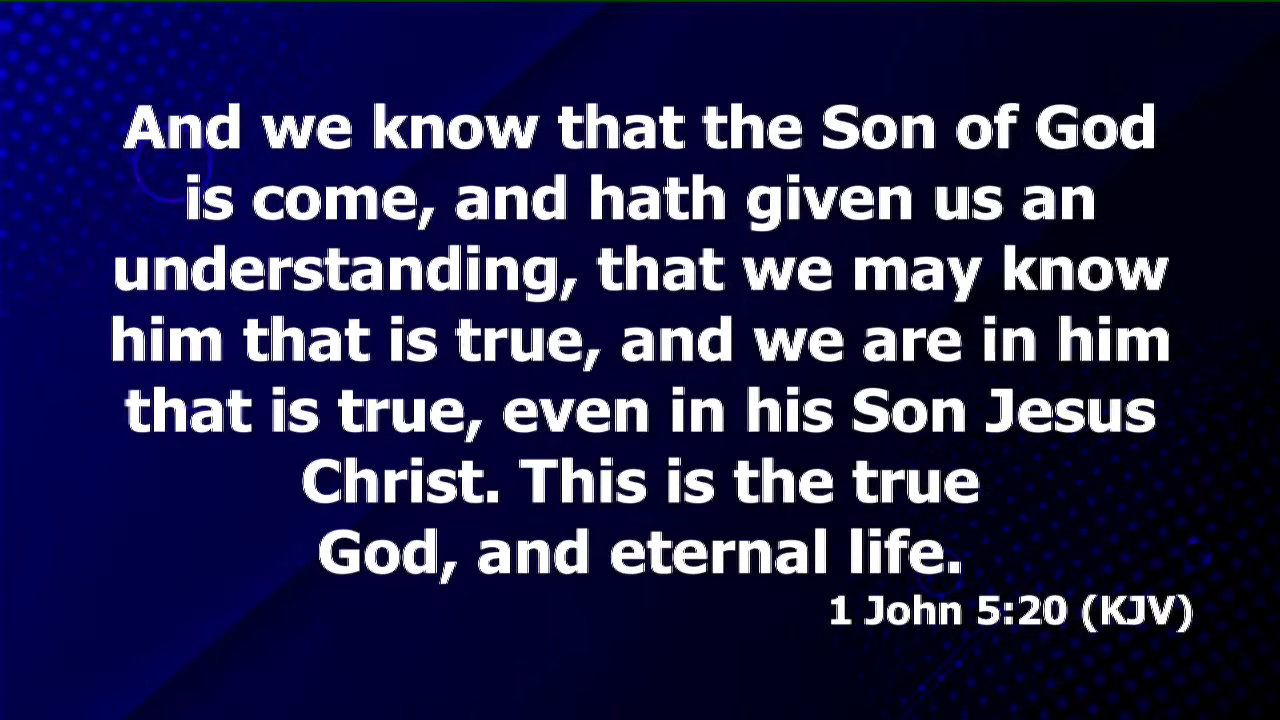 And we know that the Son of God
is come, and hath given us an
understanding, that we may know
him that is true, and we are in him
that is true, even in his Son Jesus
Christ. This is the true
God, and eternal life.
1 John 5:20 (KJV)